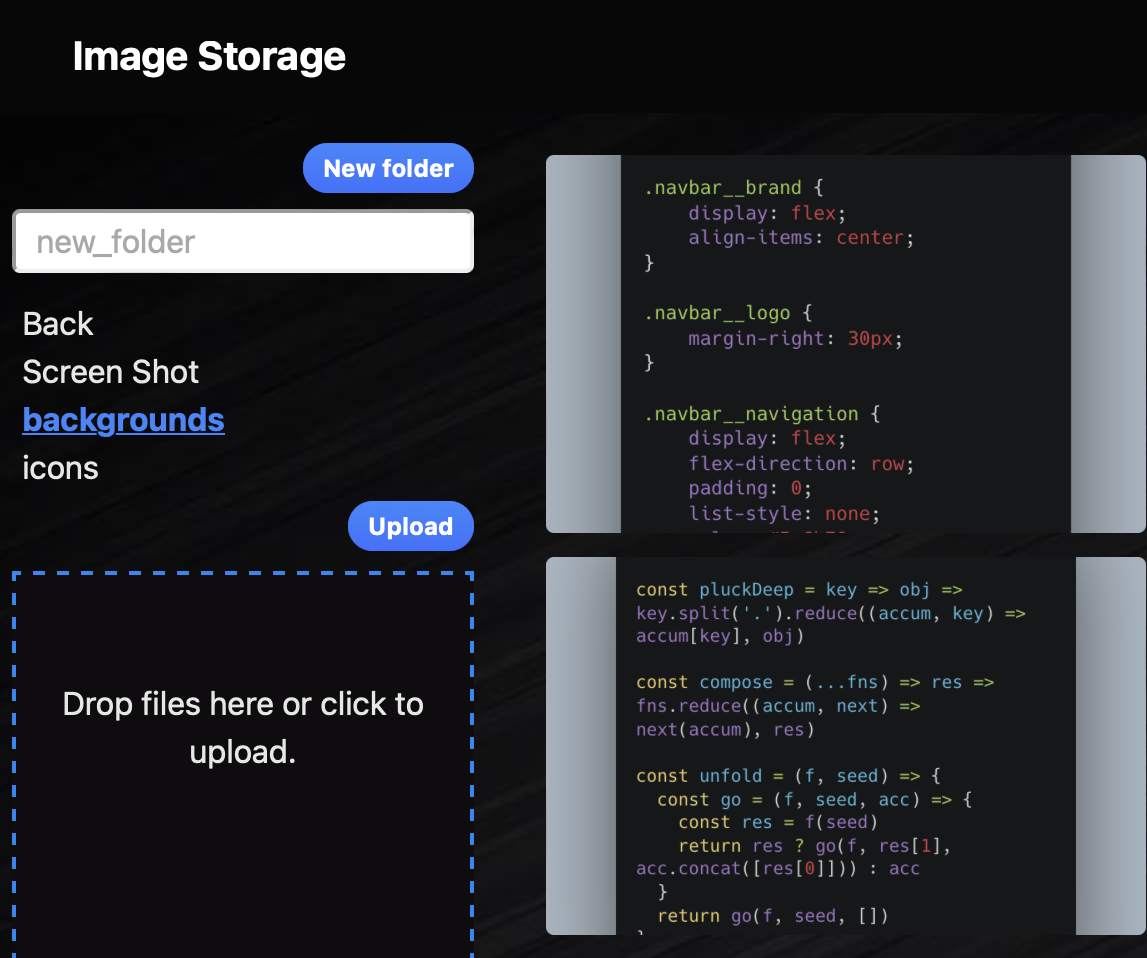 Image Storage
New folder
new_folder
Back
Screen Shot
backgrounds
icons
Upload
Drop files here or click to
upload.
.navbar__brand {
    display: flex;
    align-items: center;
}
.navbar__logo {
    margin-right: 30px;
}
.navbar__navigation {
    display: flex;
    flex-direction: row;
    padding: 0;
    list-style: none;
const pluckDeep = key => obj =>
key.split('.').reduce((accum, key) =>
accum[key], obj)
const compose = (...fns) => res =>
fns.reduce((accum, next) =>
next(accum), res)
const unfold = (f, seed) => {
  const go = (f, seed, acc) => {
    const res = f(seed)
    return res ? go(f, res[1],
acc.concat([res[0]])) : acc
  }
  return go(f, seed, [])